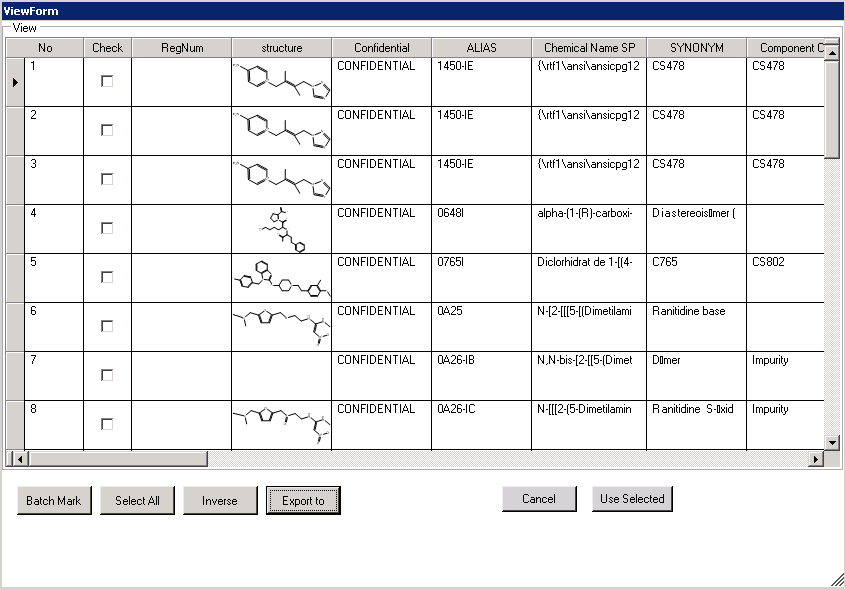 ViewForm
View
No Check RegNum structure Confidential ALIAS Chemical Name SP SYNONYM Component C
1 CONFIDENTIAL 1450-IE {\rtf1\ansi\ansicpg12 CS478 CS478
2 CONFIDENTIAL 1450-IE {\rtf1\ansi\ansicpg12 CS478 CS478
3 CONFIDENTIAL 1450-IE {\rtf1\ansi\ansicpg12 CS478 CS478
4 CONFIDENTIAL 0648I alpha-(1-(R)-carboxi- Diastereois▯mer (
5 CONFIDENTIAL 0765I Diclorhidrat de 1-[(4- C765 CS802
6 CONFIDENTIAL 0A25 N-[2-[[[5-[(Dimetilami Ranitidine base
7 CONFIDENTIAL 0A26-IB N,N-bis-[2-[[5-(Dimet D▯mer Impurity
8 CONFIDENTIAL 0A26-IC N-[[[2-(5-Dimetilamin Ranitidine S-▯xid Impurity
Batch Mark Select All Inverse Export to Cancel Use Selected